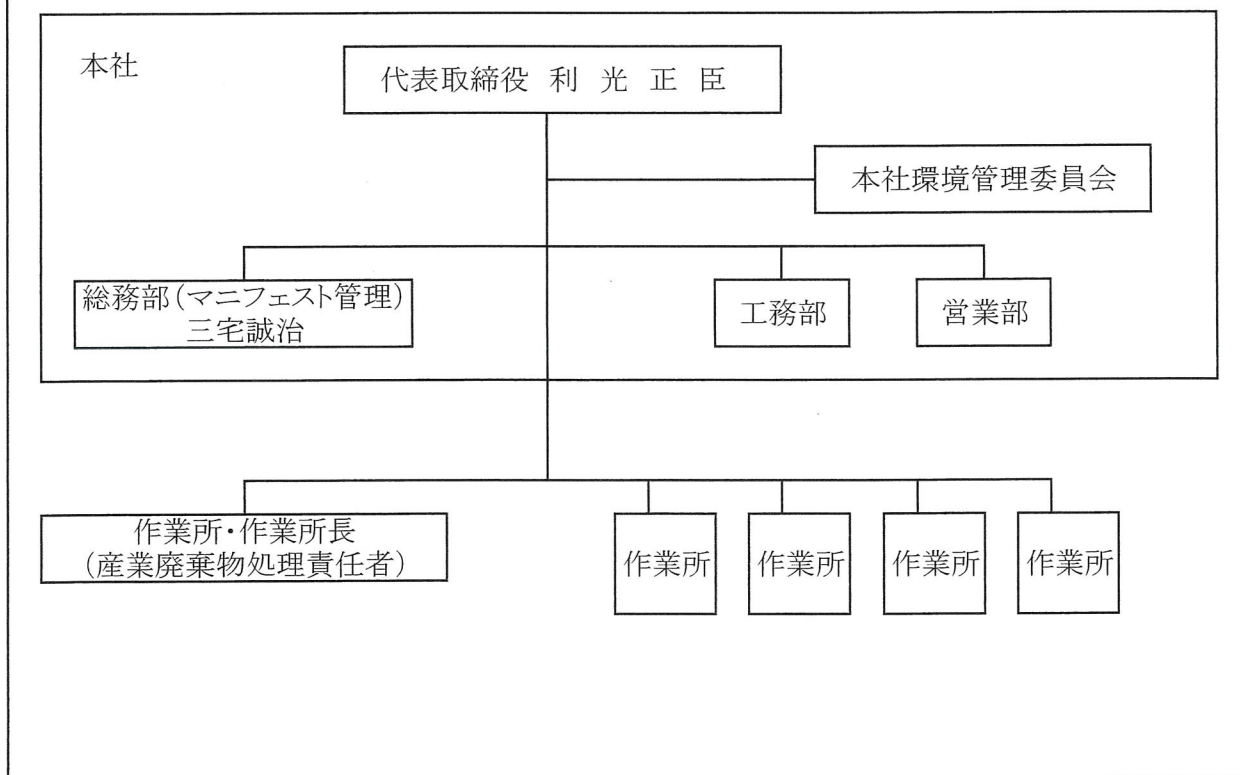 本社
代表取締役 利 光 正 臣
本社環境管理委員会
総務部(マニフェスト管理)
三宅誠治
工務部
営業部
作業所・作業所長
(産業廃棄物処理責任者)
作業所
作業所
作業所
作業所